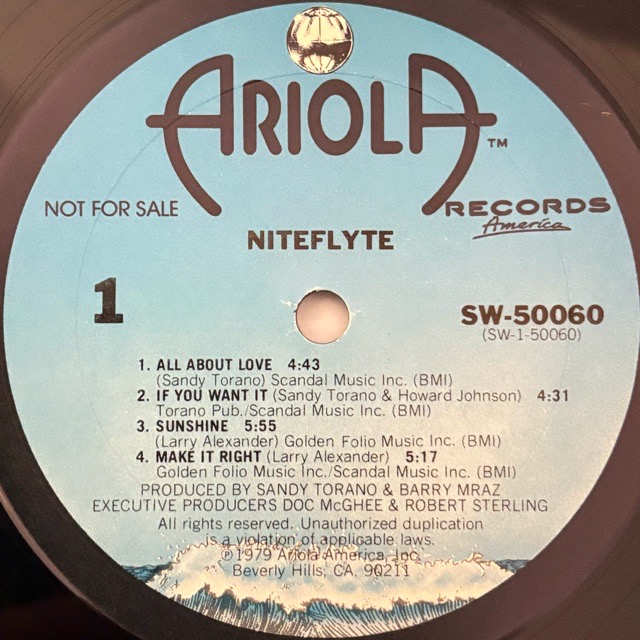 ARIOLA TM
NOT FOR SALE
RECORDS
America
NITEFLYTE
1
SW-50060
(SW-1-50060)
1. ALL ABOUT LOVE 4:43
(Sandy Torano) Scandal Music Inc. (BMI)
2. IF YOU WANT IT (Sandy Torano & Howard Johnson) 4:31
Torano Pub./Scandal Music Inc. (BMI)
3. SUNSHINE 5:55
(Larry Alexander) Golden Folio Music Inc. (BMI)
4. MAKE IT RIGHT (Larry Alexander) 5:17
Golden Folio Music Inc./Scandal Music Inc. (BMI)
PRODUCED BY SANDY TORANO & BARRY MRAZ
EXECUTIVE PRODUCERS DOC McGHEE & ROBERT STERLING
All rights reserved. Unauthorized duplication
is a violation of applicable laws.
℗1979 Ariola America, Inc.
Beverly Hills, CA. 90211